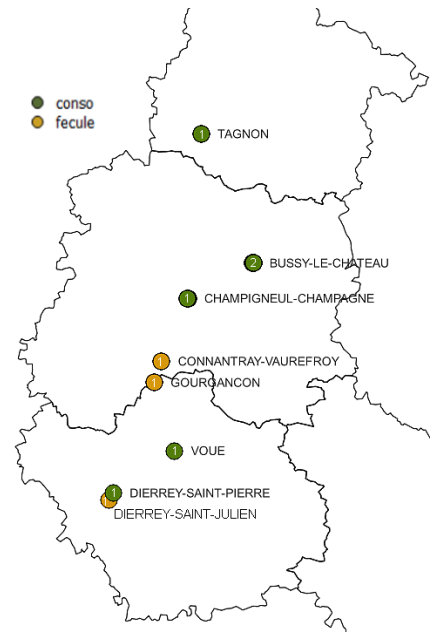 conso
fecule
1 TAGNON
2 BUSSY-LE-CHATEAU
1 CHAMPIGNEUL-CHAMPAGNE
1 CONNANTRAY-VAUREFROY
1 GOURGANCON
1 VOUE
1 DIERREY-SAINT-PIERRE
1 DIERREY-SAINT-JULIEN